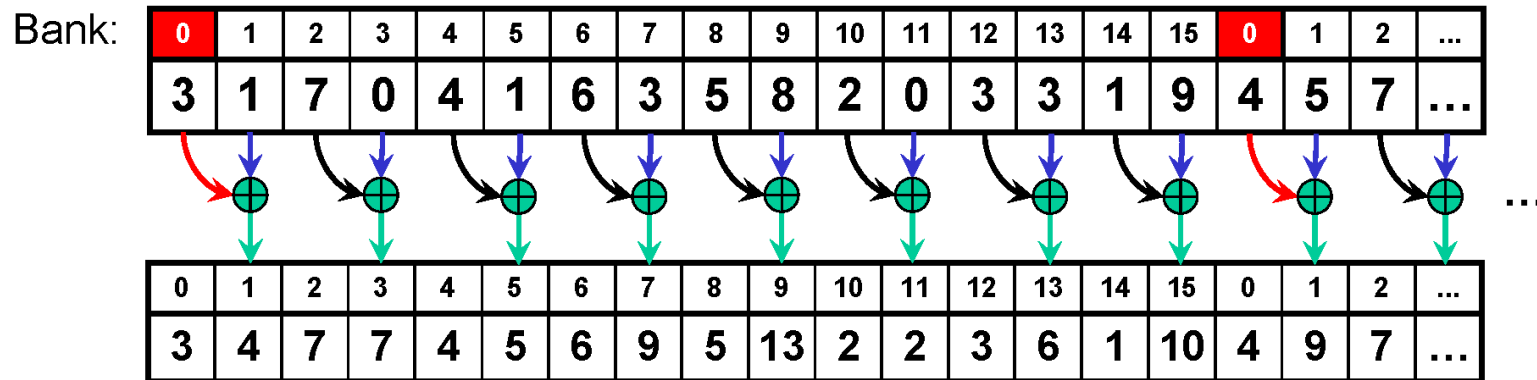 Bank: 0 1 2 3 4 5 6 7 8 9 10 11 12 13 14 15 0 1 2 ...
3 1 7 0 4 1 6 3 5 8 2 0 3 3 1 9 4 5 7 ...
...
0 1 2 3 4 5 6 7 8 9 10 11 12 13 14 15 0 1 2 ...
3 4 7 7 4 5 6 9 5 13 2 2 3 6 1 10 4 9 7 ...